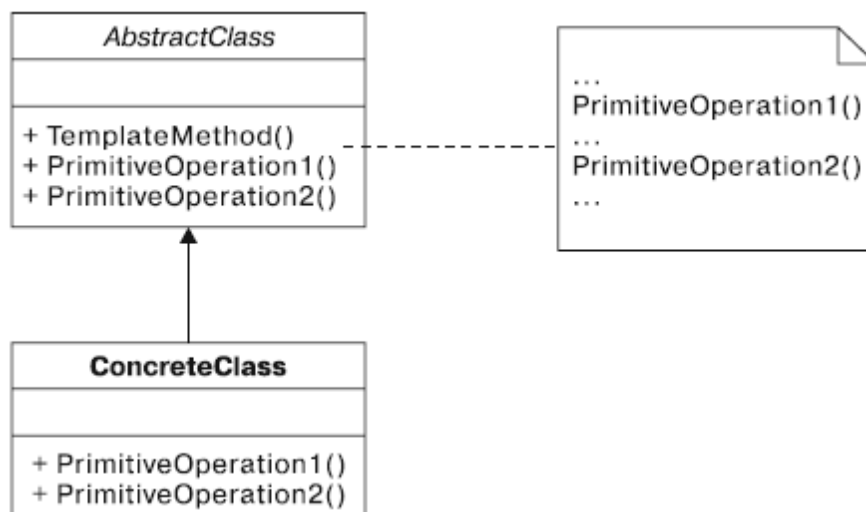 AbstractClass
+ TemplateMethod()
+ PrimitiveOperation1()
+ PrimitiveOperation2()
...
PrimitiveOperation1()
...
PrimitiveOperation2()
...
ConcreteClass
+ PrimitiveOperation1()
+ PrimitiveOperation2()